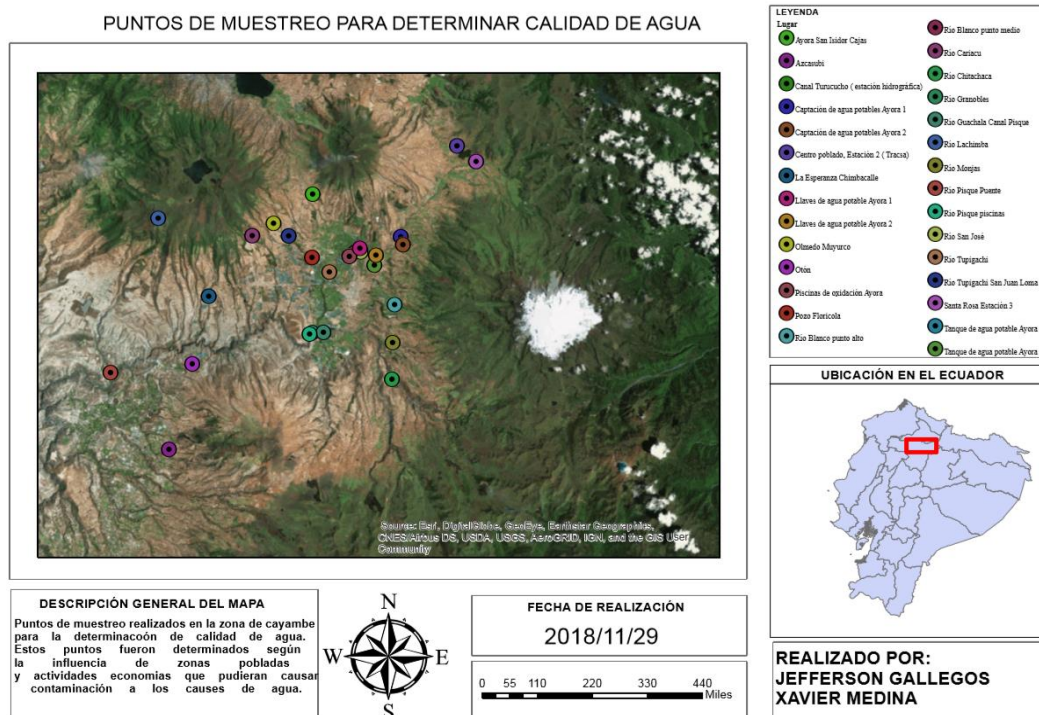 PUNTOS DE MUESTREO PARA DETERMINAR CALIDAD DE AGUA
Source: Esri, DigitalGlobe, GeoEye, Earthstar Geographics,
CNES/Airbus DS, USDA, USGS, AeroGRID, IGN, and the GIS User
Community
LEYENDA
Lugar
Ayora San Isidor Cajas
Azcasubi
Canal Turucucho ( estación hidrográfica)
Captación de agua potables Ayora 1
Captación de agua potables Ayora 2
Centro poblado, Estación 2 ( Tracsa)
La Esperanza Chimbacalle
Llaves de agua potable Ayora 1
Llaves de agua potable Ayora 2
Olmedo Muyurco
Otón
Piscinas de oxidación Ayora
Pozo Floricola
Rio Blanco punto alto
Rio Blanco punto medio
Rio Cariacu
Rio Chitachaca
Rio Granobles
Rio Guachala Canal Pisque
Rio Lachimba
Rio Monjas
Rio Pisque Puente
Rio Pisque piscinas
Rio San José
Rio Tupigachi
Rio Tupigachi San Juan Loma
Santa Rosa Estación 3
Tanque de agua potable Ayora
Tanque de agua potable Ayora
UBICACIÓN EN EL ECUADOR
DESCRIPCIÓN GENERAL DEL MAPA
Puntos de muestreo realizados en la zona de cayambe
para la determinacoón de calidad de agua.
Estos puntos fueron determinados según
la influencia de zonas pobladas
y actividades economias que pudieran causar
contaminación a los causes de agua.
N
W E
S
FECHA DE REALIZACIÓN
2018/11/29
0 55 110 220 330 440
Miles
REALIZADO POR:
JEFFERSON GALLEGOS
XAVIER MEDINA